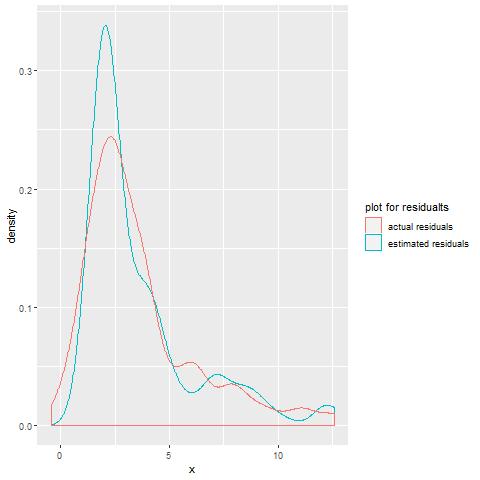 0.3
0.2
0.1
0.0
density
0
5
10
x
plot for residualts
actual residuals
estimated residuals